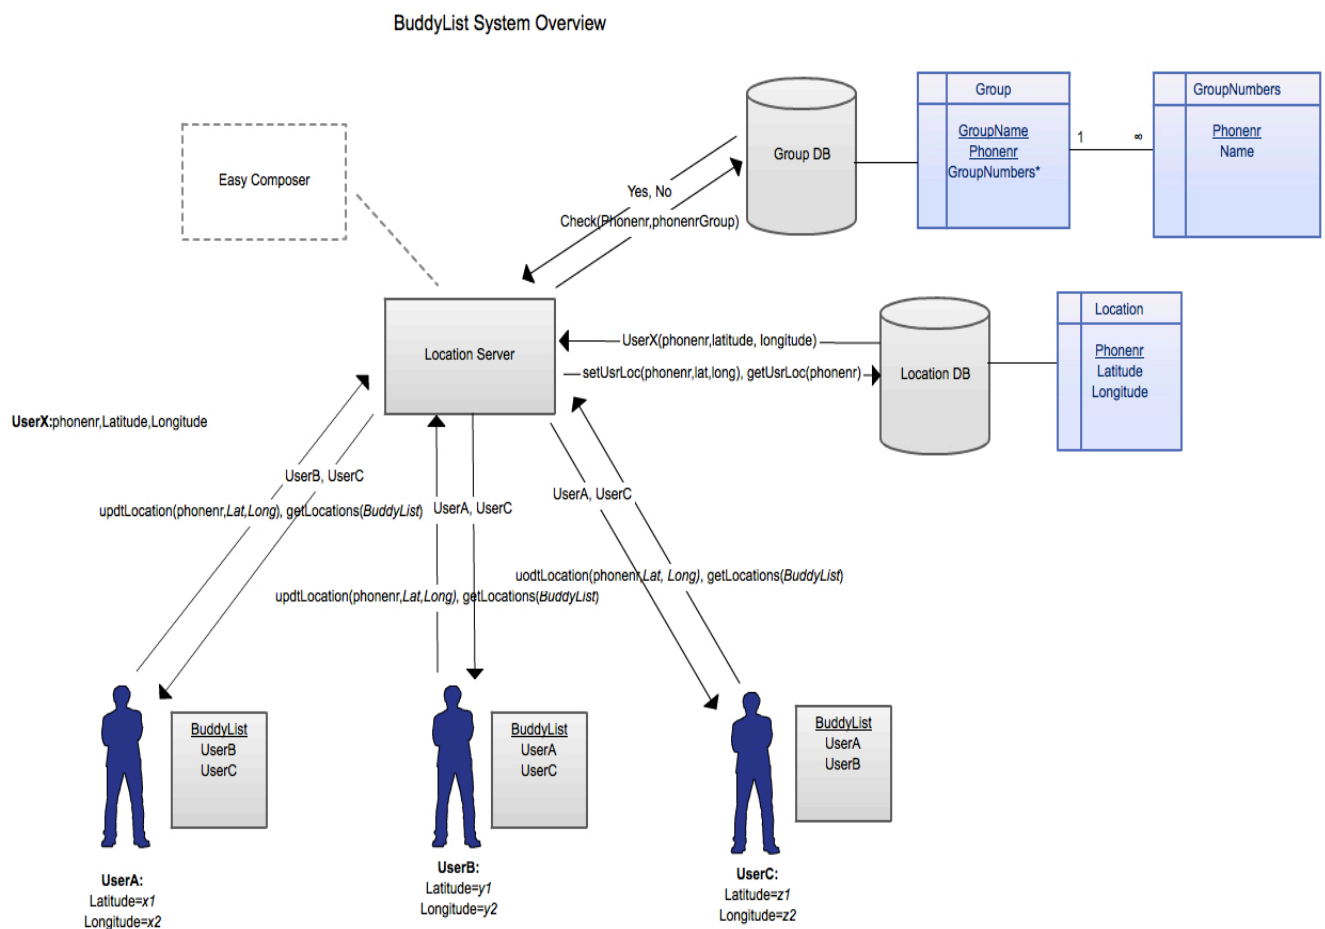 BuddyList System Overview
Group
GroupName
Phonenr
GroupNumbers*
1
∞
GroupNumbers
Phonenr
Name
Group DB
Easy Composer
Yes, No
Check(Phonenr,phonenrGroup)
Location Server
UserX(phonenr,latitude, longitude)
setUsrLoc(phonenr,lat,long), getUsrLoc(phonenr)
Location DB
Location
Phonenr
Latitude
Longitude
UserX:phonenr,Latitude,Longitude
UserB, UserC
updtLocation(phonenr,Lat,Long), getLocations(BuddyList)
UserA, UserC
updtLocation(phonenr,Lat,Long), getLocations(BuddyList)
UserA, UserC
uodtLocation(phonenr,Lat, Long), getLocations(BuddyList)
BuddyList
UserB
UserC
BuddyList
UserA
UserC
BuddyList
UserA
UserB
UserA:
Latitude=x1
Longitude=x2
UserB:
Latitude=y1
Longitude=y2
UserC:
Latitude=z1
Longitude=z2